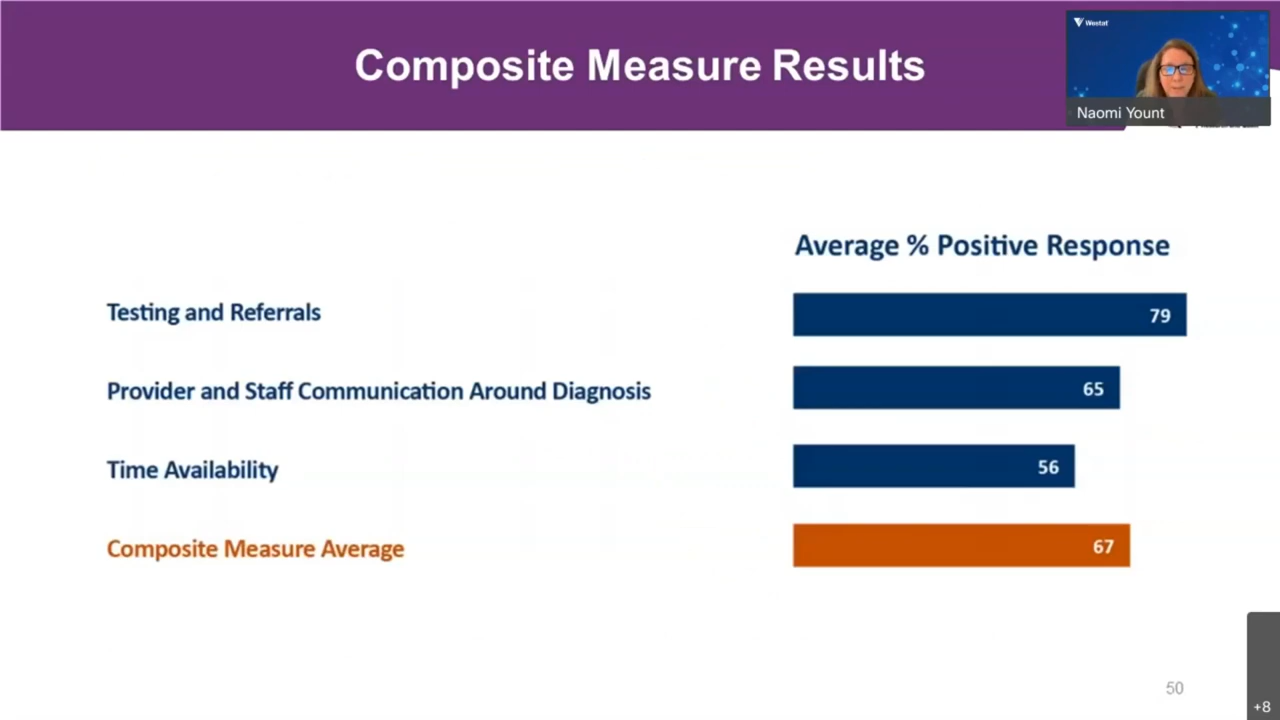 Composite Measure Results
Westat
Naomi Yount
Average % Positive Response
Testing and Referrals
79
Provider and Staff Communication Around Diagnosis
65
Time Availability
56
Composite Measure Average
67
50
+8